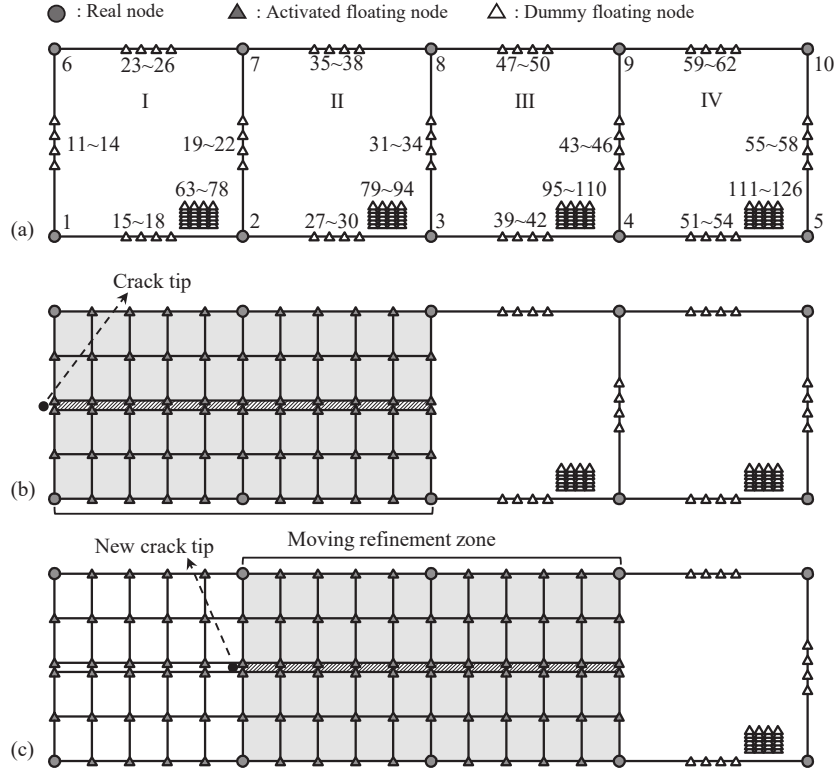 : Real node : Activated floating node : Dummy floating node
6 23~26 7 35~38 8 47~50 9 59~62 10
I II III IV
11~14 19~22 31~34 43~46 55~58
63~78 79~94 95~110 111~126
(a) 1 15~18 2 27~30 3 39~42 4 51~54 5
Crack tip
(b)
New crack tip Moving refinement zone
(c)